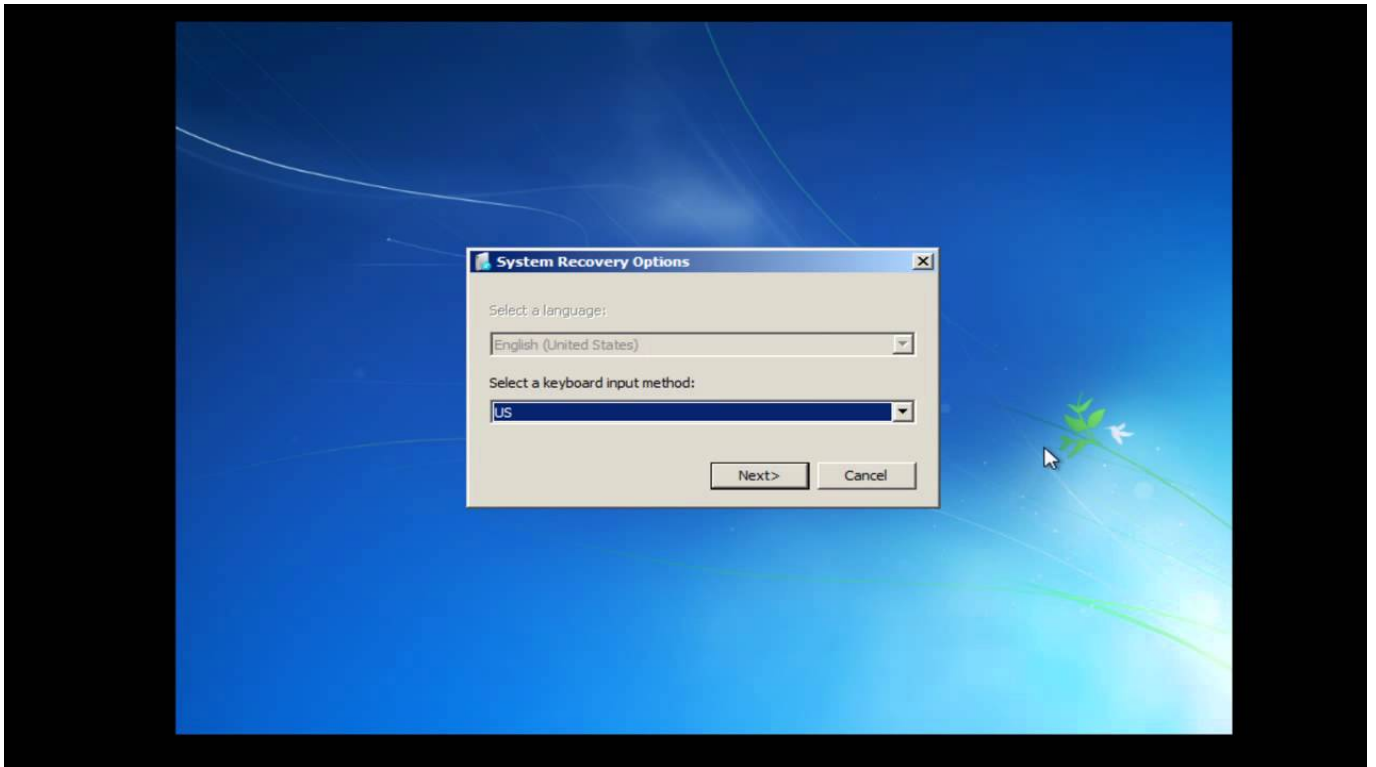 System Recovery Options
Select a language:
English (United States)
Select a keyboard input method:
US
Next>
Cancel